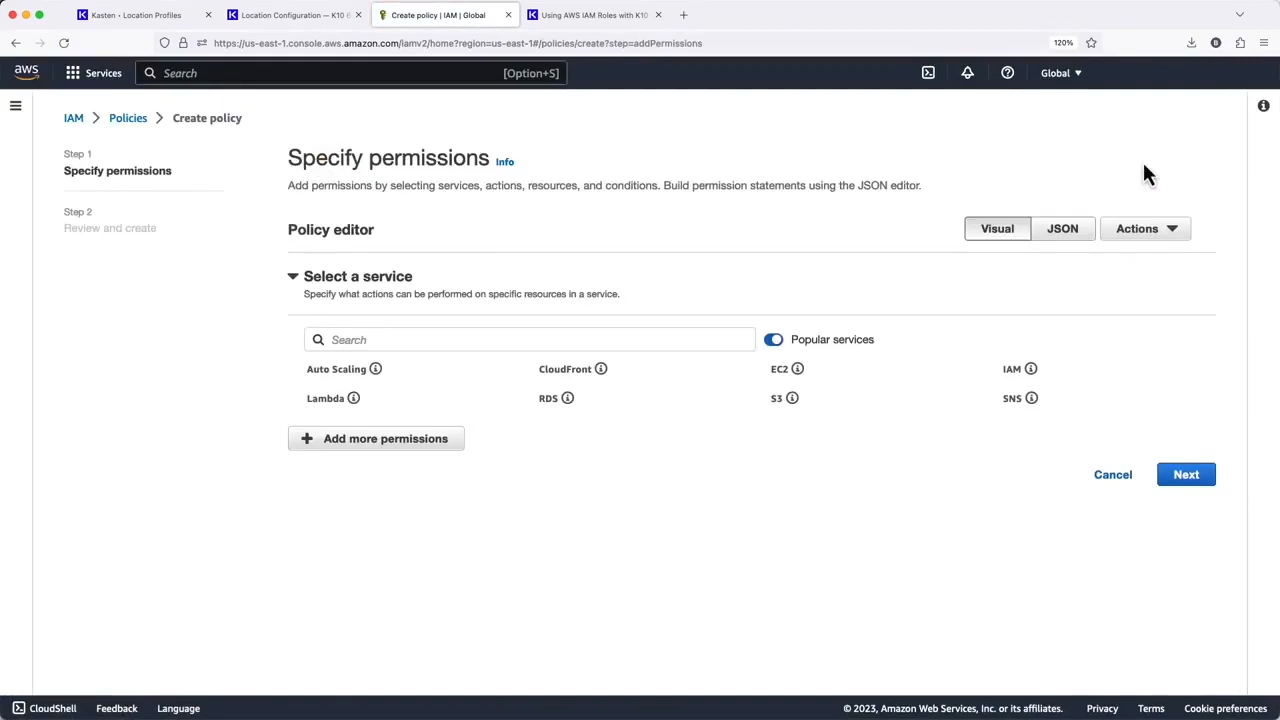 Kasten • Location Profiles
Location Configuration — K10 6
Create policy | IAM | Global
Using AWS IAM Roles with K10
https://us-east-1.console.aws.amazon.com/iamv2/home?region=us-east-1#/policies/create?step=addPermissions
120%
aws
Services
Search
[Option+S]
Global
IAM
Policies
Create policy
Step 1
Specify permissions
Step 2
Review and create
Specify permissions Info
Add permissions by selecting services, actions, resources, and conditions. Build permission statements using the JSON editor.
Policy editor
Visual
JSON
Actions
Select a service
Specify what actions can be performed on specific resources in a service.
Search
Popular services
Auto Scaling
CloudFront
EC2
IAM
Lambda
RDS
S3
SNS
Add more permissions
Cancel
Next
CloudShell
Feedback
Language
© 2023, Amazon Web Services, Inc. or its affiliates.
Privacy
Terms
Cookie preferences